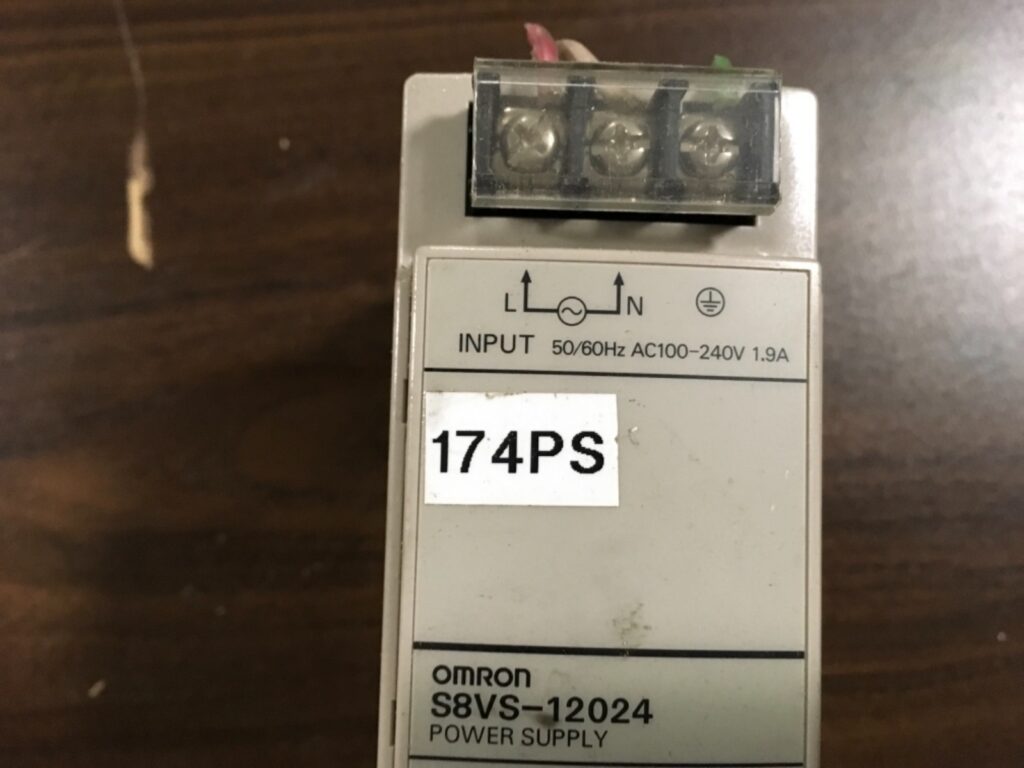 L N
INPUT 50/60Hz AC100-240V 1.9A
174PS
OMRON
S8VS-12024
POWER SUPPLY